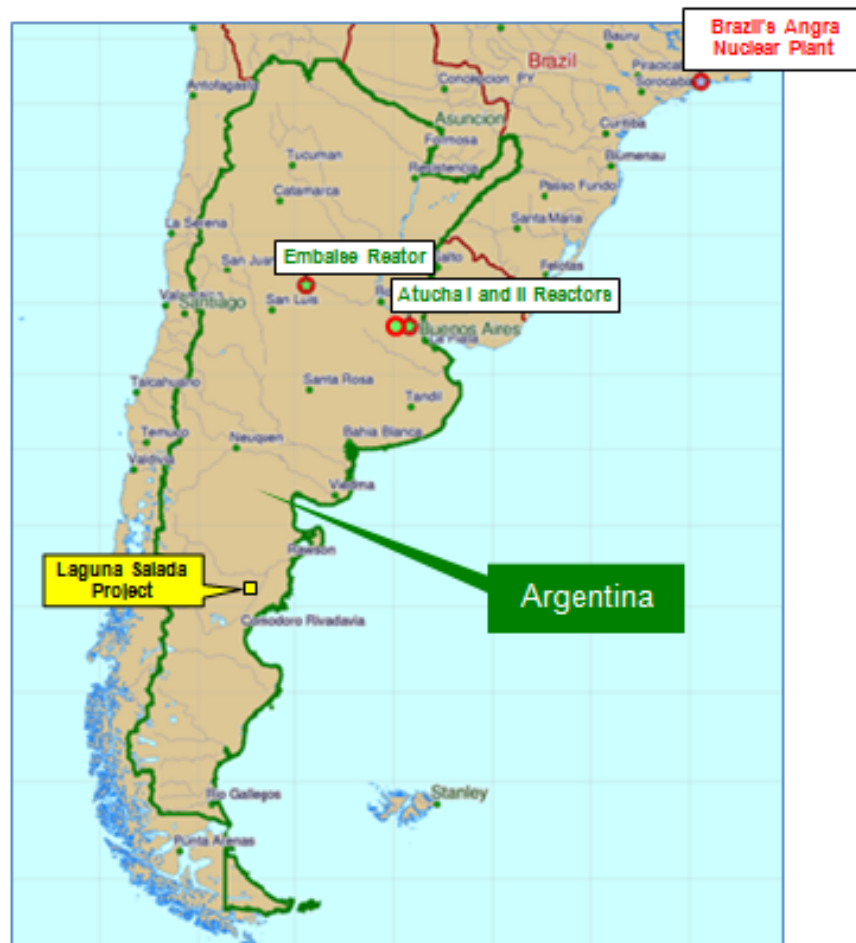 Brazil's Angra
Nuclear Plant
Bauru
Brazil
Piracicaba
Sorocaba
Antofagasta
Concepcion PY
Asuncion
Curitiba
Formosa
Blumenau
Tucuman
Resistencia
Passo Fundo
Catamarca
Santa Maria
La Serena
Embalse Reator
San Juan
Salto
Pelotas
Atucha I and II Reactors
Santiago
San Luis
Buenos Aires
La Plata
Talcahuano
Santa Rosa
Tandil
Temuco
Neuquen
Bahia Blanca
Valdivia
Viedma
Rawson
Laguna Salada
Project
Argentina
Comodoro Rivadavia
Rio Gallegos
Stanley
Punta Arenas